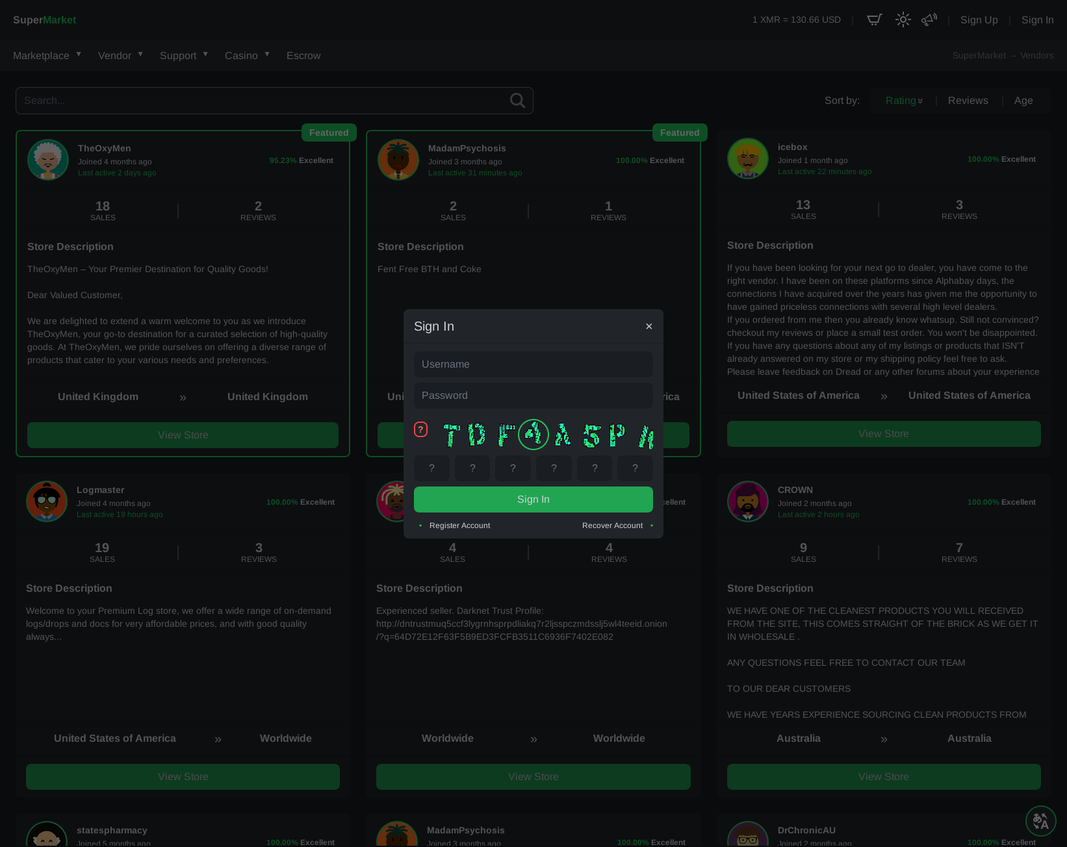 SuperMarket
1 XMR = 130.66 USD | Sign Up | Sign In
Marketplace Vendor Support Casino Escrow
SuperMarket → Vendors
Search...
Sort by: Rating | Reviews | Age
Featured
TheOxyMen
Joined 4 months ago
Last active 2 days ago
95.23% Excellent
18 | 2
SALES REVIEWS
Store Description
TheOxyMen – Your Premier Destination for Quality Goods!
Dear Valued Customer,
We are delighted to extend a warm welcome to you as we introduce
TheOxyMen, your go-to destination for a curated selection of high-quality
goods. At TheOxyMen, we pride ourselves on offering a diverse range of
products that cater to your various needs and preferences.
United Kingdom » United Kingdom
View Store
Featured
MadamPsychosis
Joined 3 months ago
Last active 31 minutes ago
100.00% Excellent
2 | 1
SALES REVIEWS
Store Description
Fent Free BTH and Coke
icebox
Joined 1 month ago
Last active 22 minutes ago
100.00% Excellent
13 | 3
SALES REVIEWS
Store Description
If you have been looking for your next go to dealer, you have come to the
right vendor. I have been on these platforms since Alphabay days, the
connections I have acquired over the years has given me the opportunity to
have gained priceless connections with several high level dealers.
If you ordered from me then you already know whatsup. Still not convinced?
checkout my reviews or place a small test order. You won't be disappointed.
If you have any questions about any of my listings or products that ISN'T
already answered on my store or my shipping policy feel free to ask.
Please leave feedback on Dread or any other forums about your experience
United States of America » United States of America
View Store
Sign In ×
Username
Password
?
? ? ? ? ? ?
Sign In
Register Account Recover Account
Logmaster
Joined 4 months ago
Last active 19 hours ago
100.00% Excellent
19 | 3
SALES REVIEWS
Store Description
Welcome to your Premium Log store, we offer a wide range of on-demand
logs/drops and docs for very affordable prices, and with good quality
always...
United States of America » Worldwide
View Store
4 | 4
SALES REVIEWS
Store Description
Experienced seller. Darknet Trust Profile:
http://dntrustmuq5ccf3lygrnhsprpdliakq7r2ljsspczmdsslj5wl4teeid.onion
/?q=64D72E12F63F5B9ED3FCFB3511C6936F7402E082
Worldwide » Worldwide
View Store
CROWN
Joined 2 months ago
Last active 2 hours ago
100.00% Excellent
9 | 7
SALES REVIEWS
Store Description
WE HAVE ONE OF THE CLEANEST PRODUCTS YOU WILL RECEIVED
FROM THE SITE, THIS COMES STRAIGHT OF THE BRICK AS WE GET IT
IN WHOLESALE .
ANY QUESTIONS FEEL FREE TO CONTACT OUR TEAM
TO OUR DEAR CUSTOMERS
WE HAVE YEARS EXPERIENCE SOURCING CLEAN PRODUCTS FROM
Australia » Australia
View Store
statespharmacy
Joined 5 months ago
100.00% Excellent
MadamPsychosis
Joined 3 months ago
100.00% Excellent
DrChronicAU
Joined 2 months ago
100.00% Excellent